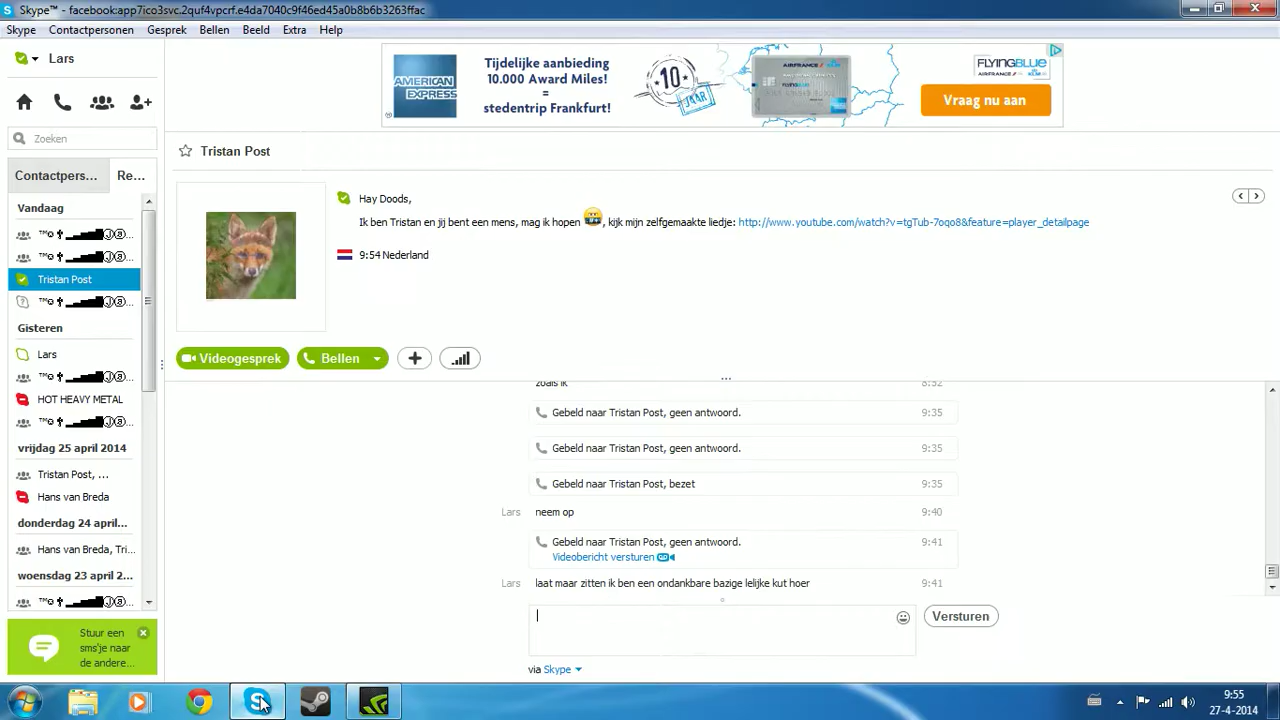 Skype™ - facebook:app7ico3svc.2quf4vpcrf.e4da7040c9f46ed45a0b8b6b3263ffac
Skype Contactpersonen Gesprek Bellen Beeld Extra Help
Lars
Zoeken
Contactpers... Re...
Vandaag
Tristan Post
Gisteren
Lars
HOT HEAVY METAL
vrijdag 25 april 2014
Tristan Post, ...
Hans van Breda
donderdag 24 april...
Hans van Breda, Tri...
woensdag 23 april 2...
Stuur een
sms'je naar
de andere...
AMERICAN
EXPRESS
Tijdelijke aanbieding
10.000 Award Miles!
=
stedentrip Frankfurt!
10
JAAR
FLYINGBLUE
AIRFRANCE KLM
Vraag nu aan
Tristan Post
Hay Doods,
Ik ben Tristan en jij bent een mens, mag ik hopen , kijk mijn zelfgemaakte liedje: http://www.youtube.com/watch?v=tgTub-7oqo8&feature=player_detailpage
9:54 Nederland
Videogesprek Bellen
zoals ik 8:52
Gebeld naar Tristan Post, geen antwoord. 9:35
Gebeld naar Tristan Post, geen antwoord. 9:35
Gebeld naar Tristan Post, bezet 9:35
Lars neem op 9:40
Gebeld naar Tristan Post, geen antwoord. 9:41
Videobericht versturen
Lars laat maar zitten ik ben een ondankbare bazige lelijke kut hoer 9:41
Versturen
via Skype
9:55
27-4-2014